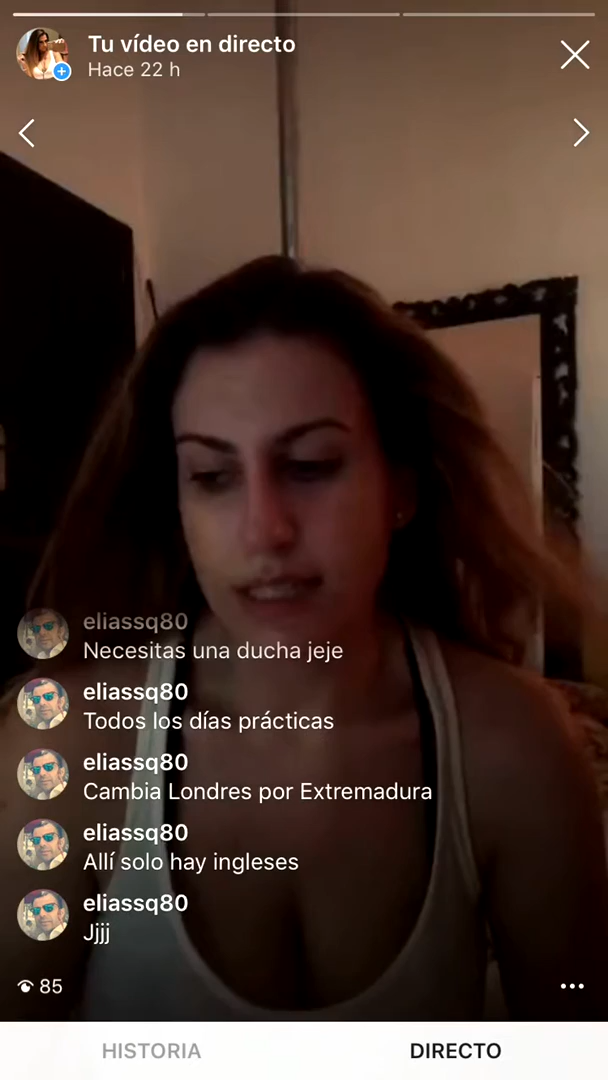 Tu vídeo en directo
Hace 22 h
eliassq80
Necesitas una ducha jeje
eliassq80
Todos los días prácticas
eliassq80
Cambia Londres por Extremadura
eliassq80
Allí solo hay ingleses
eliassq80
Jjjj
85
HISTORIA
DIRECTO